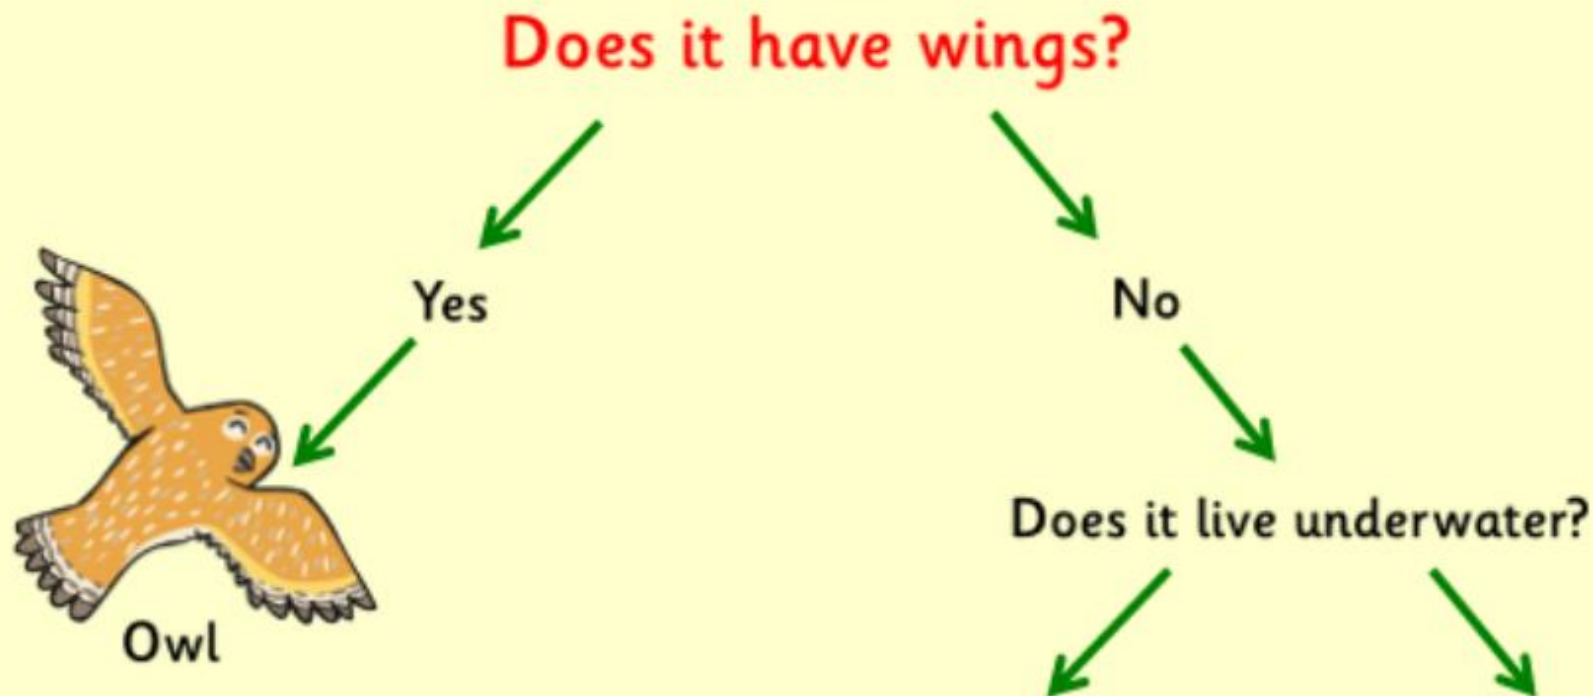 Does it have wings?
Yes
No
Does it live underwater?
Owl